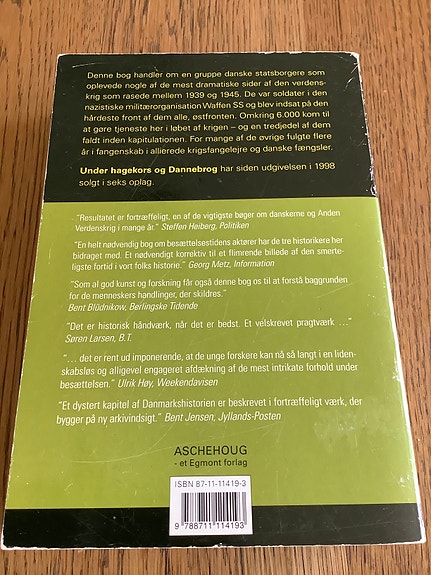 Denne bog handler om en gruppe danske statsborgere som
oplevede nogle af de mest dramatiske sider af den verdens-
krig som rasede mellem 1939 og 1945. De var soldater i den
nazistiske militærorganisation Waffen SS og blev indsat på den
hårdeste front af dem alle, østfronten. Omkring 6.000 kom til
at gøre tjeneste her i løbet af krigen – og en tredjedel af dem
faldt inden kapitulationen. For mange af de øvrige fulgte flere
år i fangenskab i allierede krigsfangelejre og danske fængsler.
Under hagekors og Dannebrog har siden udgivelsen i 1998
solgt i seks oplag.
"Resultatet er fortræffeligt, en af de vigtigste bøger om danskerne og Anden
Verdenskrig i mange år." Steffen Heiberg, Politiken
"En helt nødvendig bog om besættelsestidens aktører har de tre historikere her
bidraget med. Et nødvendigt korrektiv til et flimrende billede af den smerte-
ligste fortid i vort folks historie." Georg Metz, Information
"Som al god kunst og forskning får også denne bog os til at forstå baggrunden
for de menneskers handlinger, der skildres."
Bent Blüdnikow, Berlingske Tidende
"Det er historisk håndværk, når det er bedst. Et velskrevet pragtværk ..."
Søren Larsen, B.T.
"... det er rent ud imponerende, at de unge forskere kan nå så langt i en liden-
skabsløs og alligevel engageret afdækning af de mest intrikate forhold under
besættelsen." Ulrik Høy, Weekendavisen
"Et dystert kapitel af Danmarkshistorien er beskrevet i fortræffeligt værk, der
bygger på ny arkivindsigt." Bent Jensen, Jyllands-Posten
ASCHEHOUG
- et Egmont forlag
ISBN 87-11-11419-3
9 788711 114193